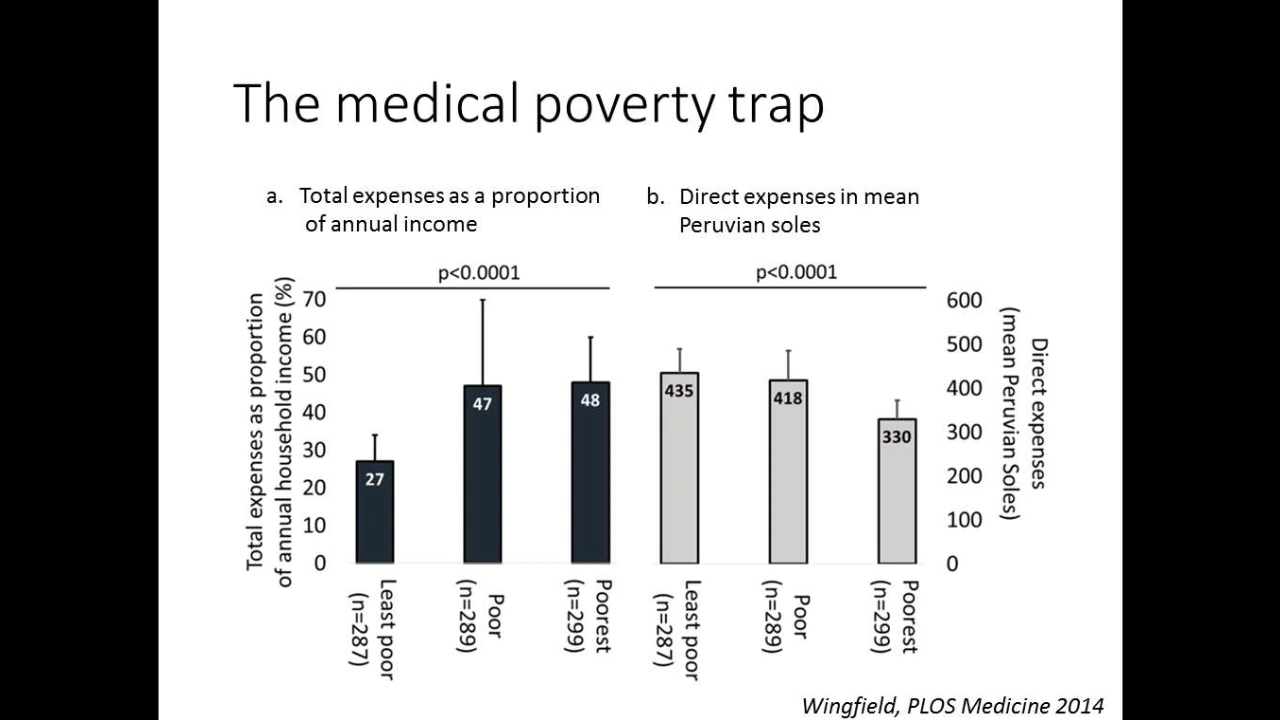 The medical poverty trap
a. Total expenses as a proportion
of annual income
b. Direct expenses in mean
Peruvian soles
Total expenses as proportion
of annual household income (%)
p<0.0001
70
60
50
40
30
20
10
0
27
47
48
Least poor
(n=287)
Poor
(n=289)
Poorest
(n=299)
p<0.0001
435
418
330
Least poor
(n=287)
Poor
(n=289)
Poorest
(n=299)
600
500
400
300
200
100
0
Direct expenses
(mean Peruvian Soles)
Wingfield, PLOS Medicine 2014